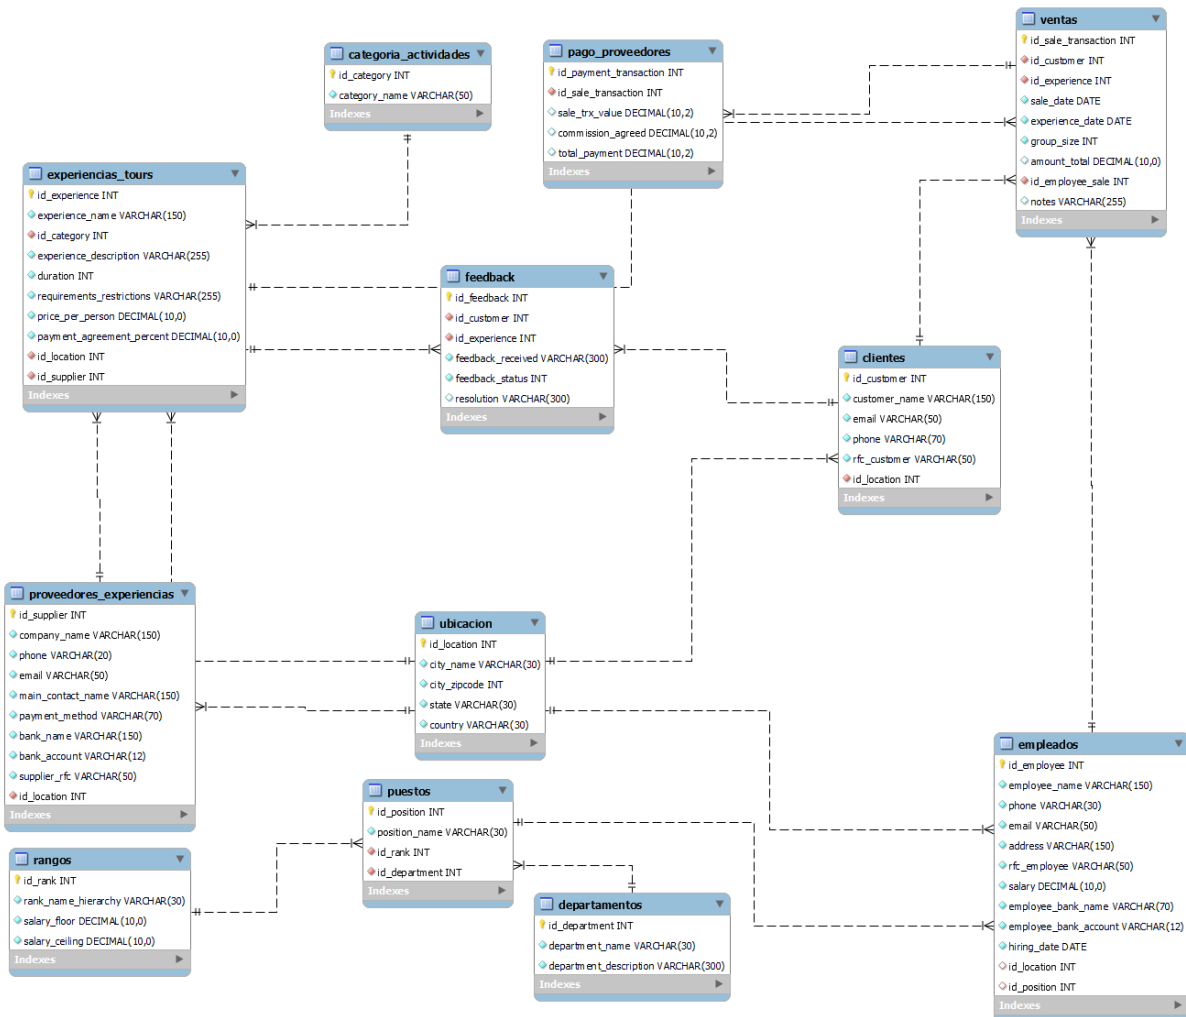 categoria_actividades
id_category INT
category_name VARCHAR(50)
Indexes
pago_proveedores
id_payment_transaction INT
id_sale_transaction INT
sale_trx_value DECIMAL(10,2)
commission_agreed DECIMAL(10,2)
total_payment DECIMAL(10,2)
Indexes
ventas
id_sale_transaction INT
id_customer INT
id_experience INT
sale_date DATE
experience_date DATE
group_size INT
amount_total DECIMAL(10,0)
id_employee_sale INT
notes VARCHAR(255)
Indexes
experiencias_tours
id_experience INT
experience_name VARCHAR(150)
id_category INT
experience_description VARCHAR(255)
duration INT
requirements_restrictions VARCHAR(255)
price_per_person DECIMAL(10,0)
payment_agreement_percent DECIMAL(10,0)
id_location INT
id_supplier INT
Indexes
feedback
id_feedback INT
id_customer INT
id_experience INT
feedback_received VARCHAR(300)
feedback_status INT
resolution VARCHAR(300)
Indexes
clientes
id_customer INT
customer_name VARCHAR(150)
email VARCHAR(50)
phone VARCHAR(70)
rfc_customer VARCHAR(50)
id_location INT
Indexes
proveedores_experiencias
id_supplier INT
company_name VARCHAR(150)
phone VARCHAR(20)
email VARCHAR(50)
main_contact_name VARCHAR(150)
payment_method VARCHAR(70)
bank_name VARCHAR(150)
bank_account VARCHAR(12)
supplier_rfc VARCHAR(50)
id_location INT
Indexes
ubicacion
id_location INT
city_name VARCHAR(30)
city_zipcode INT
state VARCHAR(30)
country VARCHAR(30)
Indexes
empleados
id_employee INT
employee_name VARCHAR(150)
phone VARCHAR(30)
email VARCHAR(50)
address VARCHAR(150)
rfc_employee VARCHAR(50)
salary DECIMAL(10,0)
employee_bank_name VARCHAR(70)
employee_bank_account VARCHAR(12)
hiring_date DATE
id_location INT
id_position INT
Indexes
puestos
id_position INT
position_name VARCHAR(30)
id_rank INT
id_department INT
Indexes
rangos
id_rank INT
rank_name_hierarchy VARCHAR(30)
salary_floor DECIMAL(10,0)
salary_ceiling DECIMAL(10,0)
Indexes
departamentos
id_department INT
department_name VARCHAR(30)
department_description VARCHAR(300)
Indexes